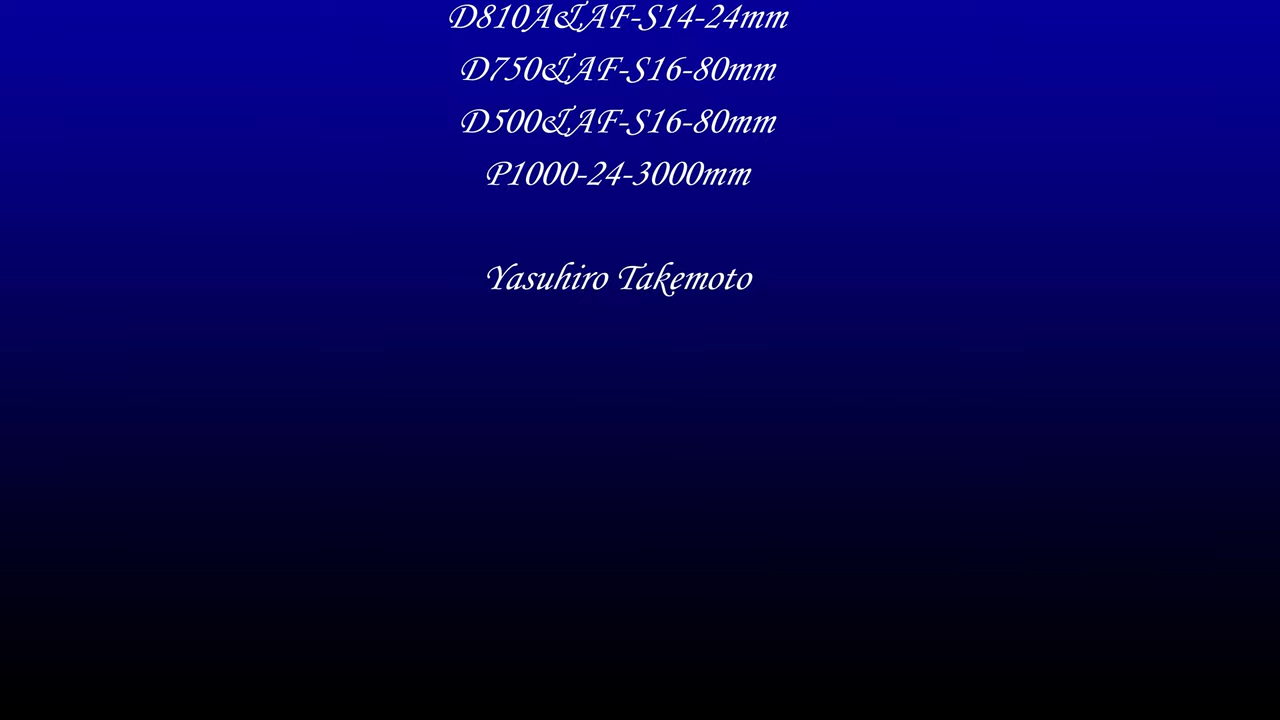 D810A&AF-S14-24mm
D750&AF-S16-80mm
D500&AF-S16-80mm
P1000-24-3000mm
Yasuhiro Takemoto